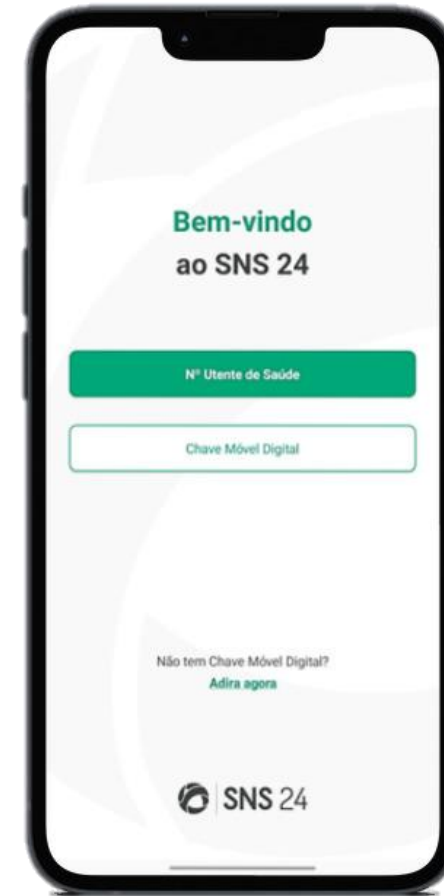 Bem-vindo
ao SNS 24
Nº Utente de Saúde
Chave Móvel Digital
Não tem Chave Móvel Digital?
Adira agora
SNS 24